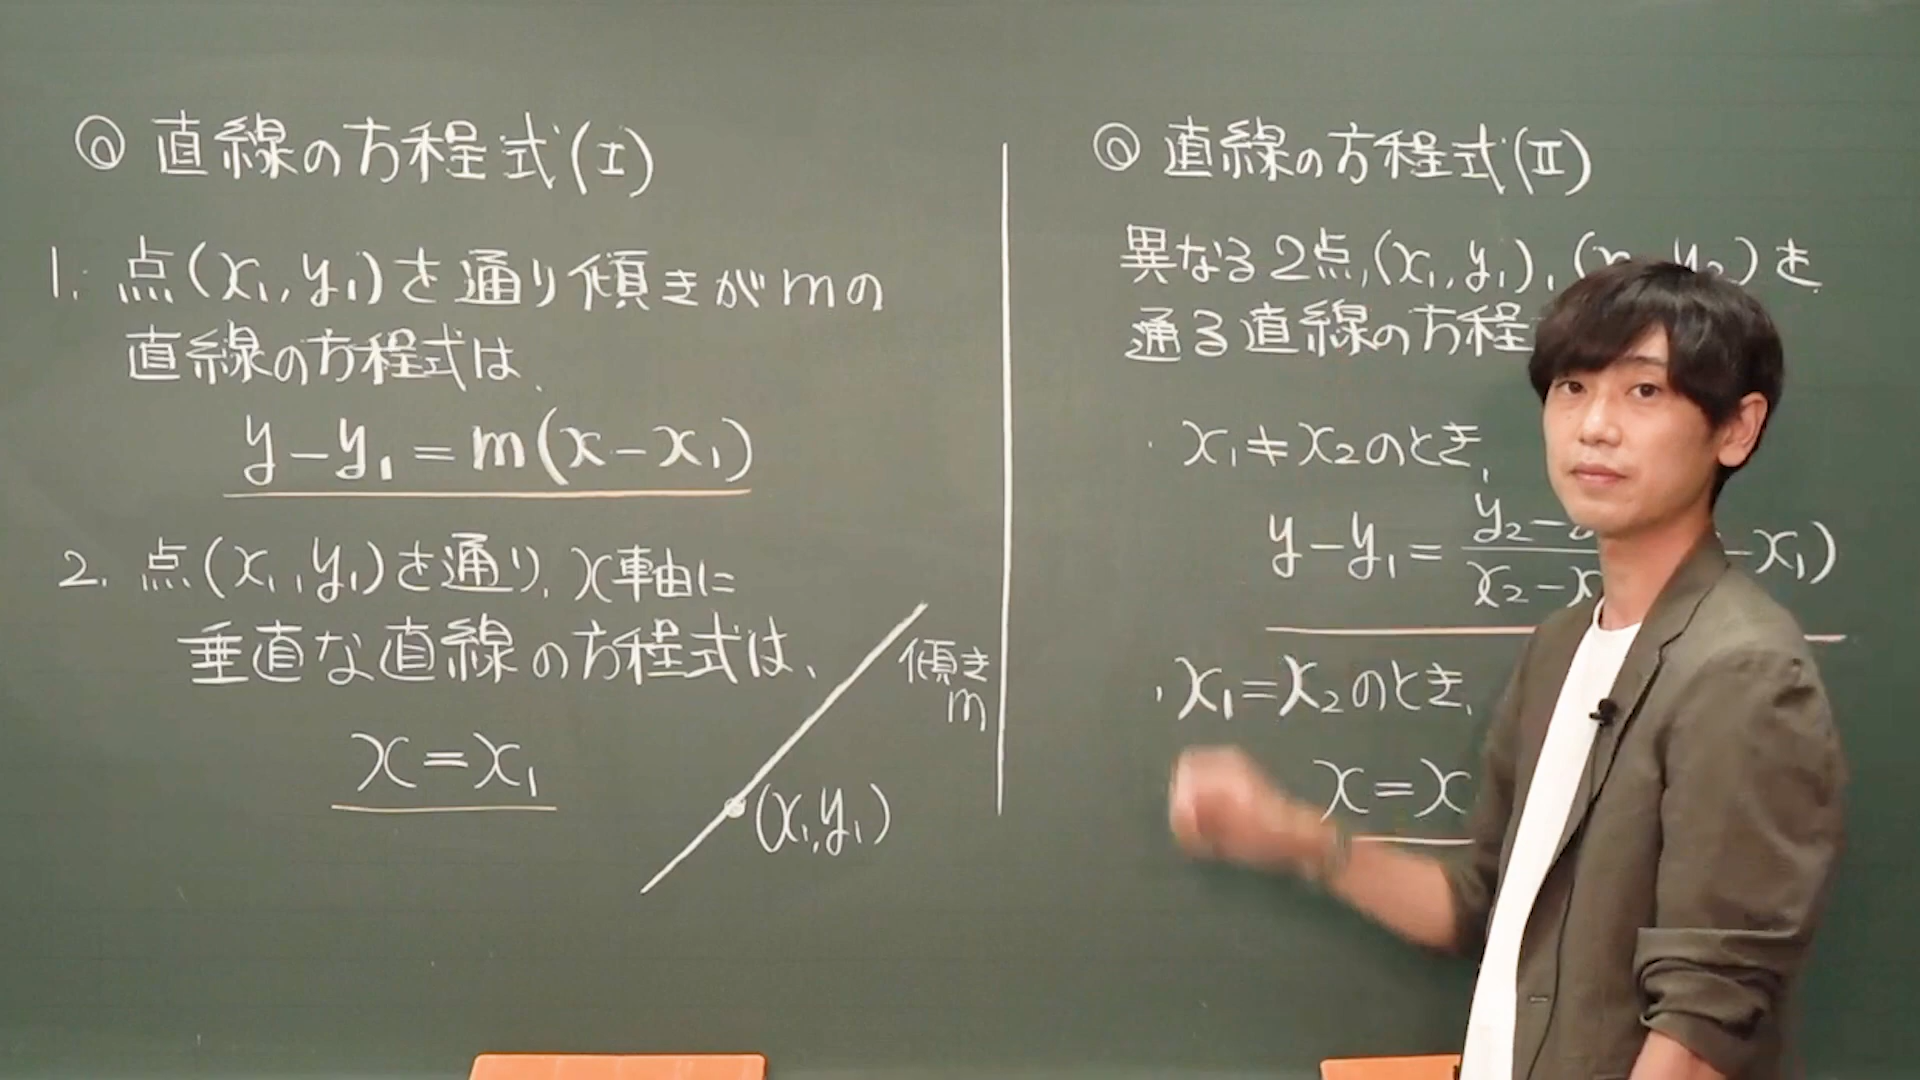 ◎ 直線の方程式(I)
1. 点(x₁, y₁)を通り傾きがmの
直線の方程式は、
y−y₁=m(x−x₁)
2. 点(x₁, y₁)を通り、x軸に
垂直な直線の方程式は、
x=x₁
傾き
m
(x₁, y₁)
◎ 直線の方程式(II)
異なる2点,(x₁, y₁), (x y₂)を
通る直線の方程
・x₁≠x₂のとき、
y−y₁= y₂− / x₂−x −x₁)
・x₁=x₂のとき、
x=x